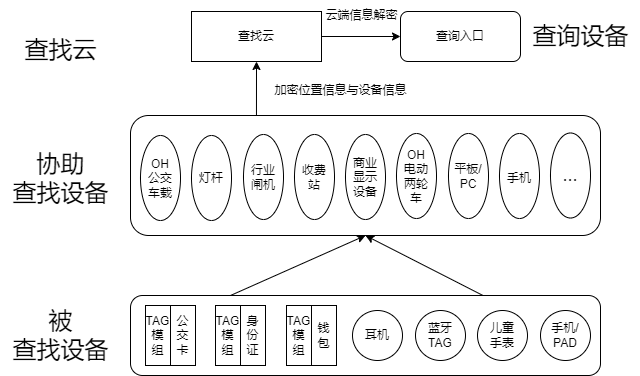 查找云
查找云
云端信息解密
查询入口
查询设备
加密位置信息与设备信息
协助
查找设备
OH
公交
车载
灯杆
行业
闸机
收费
站
商业
显示
设备
OH
电动
两轮
车
平板/
PC
手机
...
被
查找设备
TAG
模
组
公
交
卡
TAG
模
组
身
份
证
TAG
模
组
钱
包
耳机
蓝牙
TAG
儿童
手表
手机/
PAD